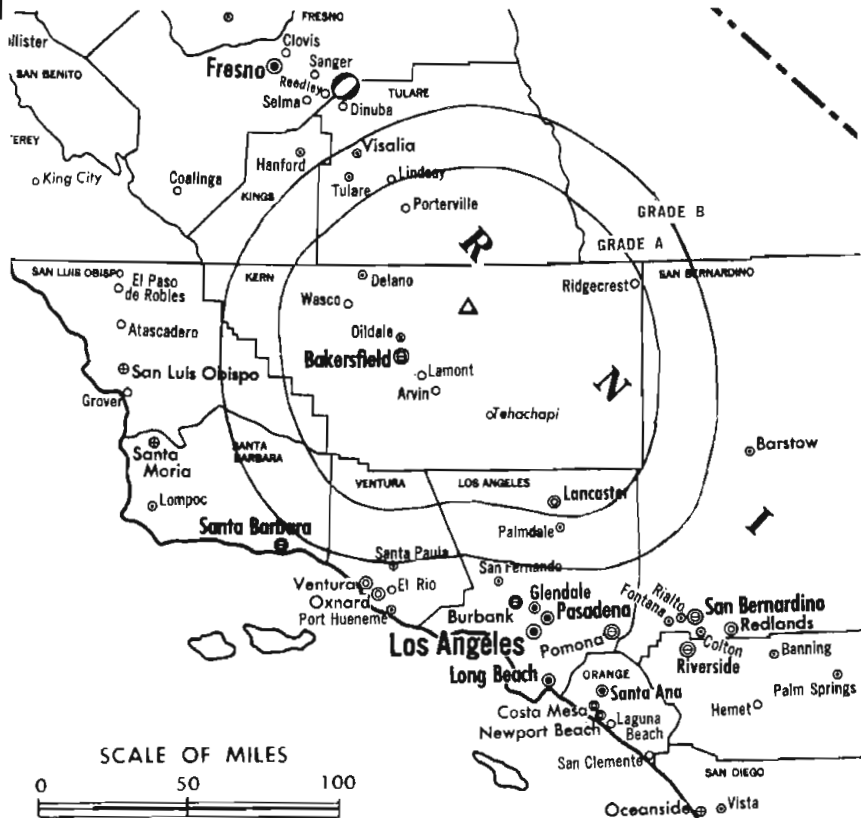 FRESNO
Clovis
ollister
Fresno
Sanger
SAN BENITO
Reedley
TULARE
Selma
Dinuba
TEREY
Visalia
Hanford
King City
Coalinga
Lindsay
Tulare
KINGS
Porterville
GRADE B
R
GRADE A
SAN LUIS OBISPO
KERN
SAN BERNARDINO
El Paso
de Robles
Delano
Ridgecrest
Wasco
Atascadero
Oildale
Bakersfield
San Luis Obispo
Lamont
N
Grover
Arvin
Tehachapi
Santa
Moria
SANTA
BARBARA
Barstow
VENTURA
LOS ANGELES
Lompoc
Lancaster
I
Santa Barbara
Palmdale
Santa Paula
San Fernando
Ventura
El Rio
Glendale
Rialto
Oxnard
Fontana
San Bernardino
Port Hueneme
Burbank
Pasadena
Redlands
Los Angeles
Pomona
Colton
Banning
Riverside
Long Beach
ORANGE
Santa Ana
Palm Springs
Costa Mesa
Hemet
Newport Beach
Laguna
Beach
SCALE OF MILES
San Clemente
SAN DIEGO
0 50 100
Oceanside
Vista